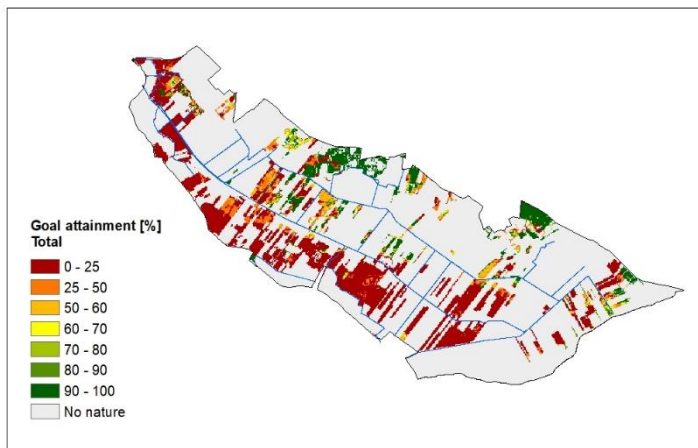 Goal attainment [%]
Total
0 - 25
25 - 50
50 - 60
60 - 70
70 - 80
80 - 90
90 - 100
No nature